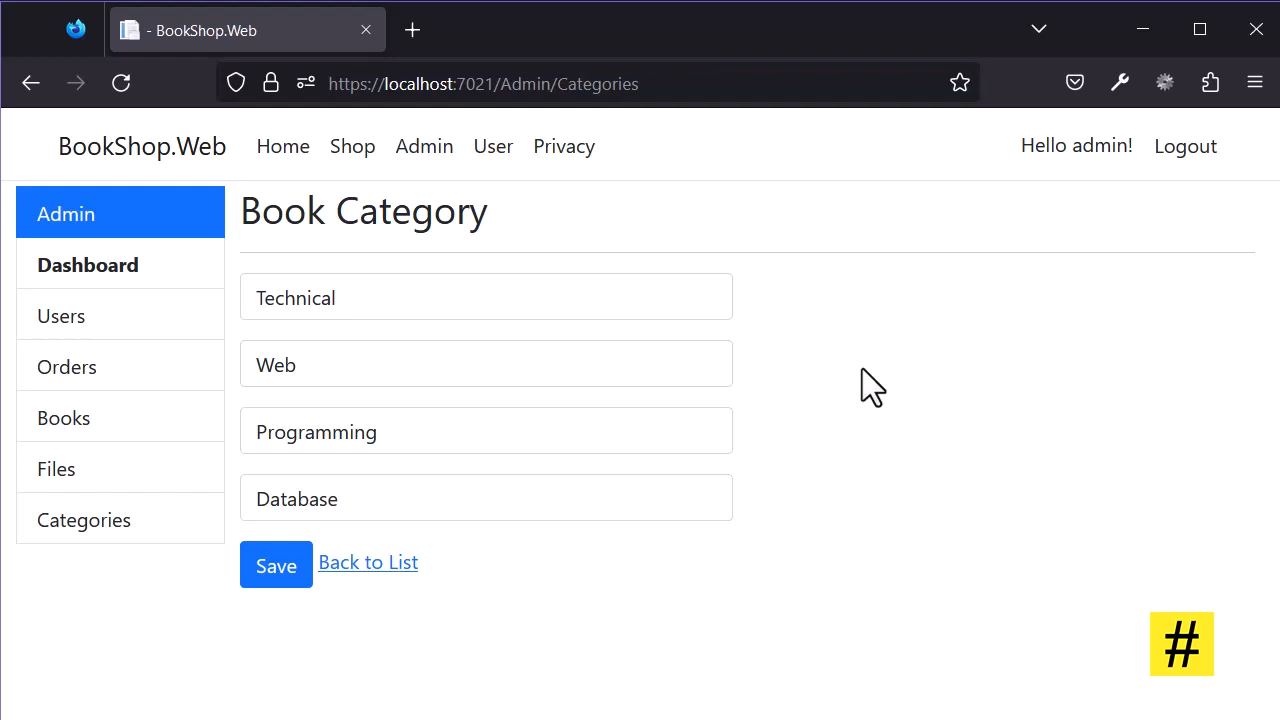 - BookShop.Web
https://localhost:7021/Admin/Categories
BookShop.Web Home Shop Admin User Privacy Hello admin! Logout
Admin
Dashboard
Users
Orders
Books
Files
Categories
Book Category
Technical
Web
Programming
Database
Save Back to List
#